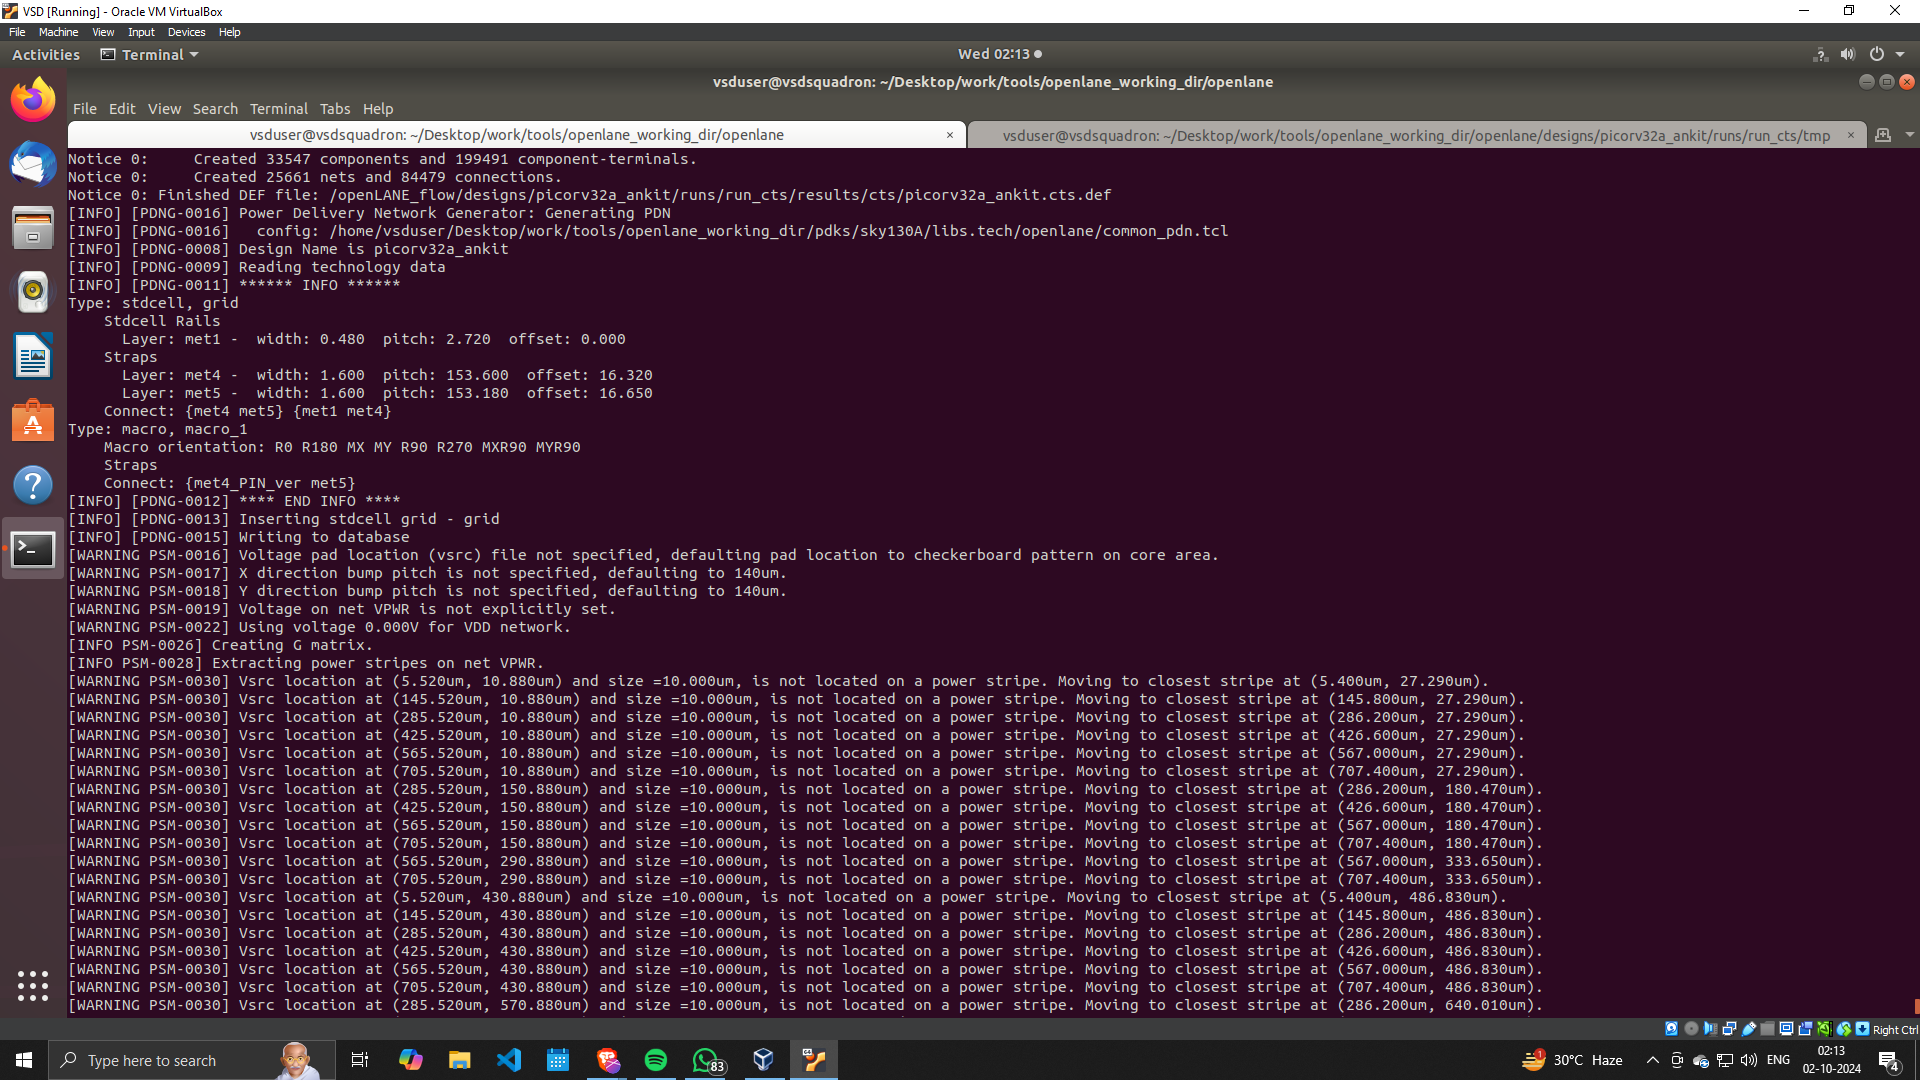 VSD [Running] - Oracle VM VirtualBox
File Machine View Input Devices Help
Activities Terminal Wed 02:13
vsduser@vsdsquadron: ~/Desktop/work/tools/openlane_working_dir/openlane
File Edit View Search Terminal Tabs Help
vsduser@vsdsquadron: ~/Desktop/work/tools/openlane_working_dir/openlane × vsduser@vsdsquadron: ~/Desktop/work/tools/openlane_working_dir/openlane/designs/picorv32a_ankit/runs/run_cts/tmp ×
Notice 0:     Created 33547 components and 199491 component-terminals.
Notice 0:     Created 25661 nets and 84479 connections.
Notice 0: Finished DEF file: /openLANE_flow/designs/picorv32a_ankit/runs/run_cts/results/cts/picorv32a_ankit.cts.def
[INFO] [PDNG-0016] Power Delivery Network Generator: Generating PDN
[INFO] [PDNG-0016]   config: /home/vsduser/Desktop/work/tools/openlane_working_dir/pdks/sky130A/libs.tech/openlane/common_pdn.tcl
[INFO] [PDNG-0008] Design Name is picorv32a_ankit
[INFO] [PDNG-0009] Reading technology data
[INFO] [PDNG-0011] ****** INFO ******
Type: stdcell, grid
    Stdcell Rails
      Layer: met1 -  width: 0.480  pitch: 2.720  offset: 0.000
    Straps
      Layer: met4 -  width: 1.600  pitch: 153.600  offset: 16.320
      Layer: met5 -  width: 1.600  pitch: 153.180  offset: 16.650
    Connect: {met4 met5} {met1 met4}
Type: macro, macro_1
    Macro orientation: R0 R180 MX MY R90 R270 MXR90 MYR90
    Straps
    Connect: {met4_PIN_ver met5}
[INFO] [PDNG-0012] **** END INFO ****
[INFO] [PDNG-0013] Inserting stdcell grid - grid
[INFO] [PDNG-0015] Writing to database
[WARNING PSM-0016] Voltage pad location (vsrc) file not specified, defaulting pad location to checkerboard pattern on core area.
[WARNING PSM-0017] X direction bump pitch is not specified, defaulting to 140um.
[WARNING PSM-0018] Y direction bump pitch is not specified, defaulting to 140um.
[WARNING PSM-0019] Voltage on net VPWR is not explicitly set.
[WARNING PSM-0022] Using voltage 0.000V for VDD network.
[INFO PSM-0026] Creating G matrix.
[INFO PSM-0028] Extracting power stripes on net VPWR.
[WARNING PSM-0030] Vsrc location at (5.520um, 10.880um) and size =10.000um, is not located on a power stripe. Moving to closest stripe at (5.400um, 27.290um).
[WARNING PSM-0030] Vsrc location at (145.520um, 10.880um) and size =10.000um, is not located on a power stripe. Moving to closest stripe at (145.800um, 27.290um).
[WARNING PSM-0030] Vsrc location at (285.520um, 10.880um) and size =10.000um, is not located on a power stripe. Moving to closest stripe at (286.200um, 27.290um).
[WARNING PSM-0030] Vsrc location at (425.520um, 10.880um) and size =10.000um, is not located on a power stripe. Moving to closest stripe at (426.600um, 27.290um).
[WARNING PSM-0030] Vsrc location at (565.520um, 10.880um) and size =10.000um, is not located on a power stripe. Moving to closest stripe at (567.000um, 27.290um).
[WARNING PSM-0030] Vsrc location at (705.520um, 10.880um) and size =10.000um, is not located on a power stripe. Moving to closest stripe at (707.400um, 27.290um).
[WARNING PSM-0030] Vsrc location at (285.520um, 150.880um) and size =10.000um, is not located on a power stripe. Moving to closest stripe at (286.200um, 180.470um).
[WARNING PSM-0030] Vsrc location at (425.520um, 150.880um) and size =10.000um, is not located on a power stripe. Moving to closest stripe at (426.600um, 180.470um).
[WARNING PSM-0030] Vsrc location at (565.520um, 150.880um) and size =10.000um, is not located on a power stripe. Moving to closest stripe at (567.000um, 180.470um).
[WARNING PSM-0030] Vsrc location at (705.520um, 150.880um) and size =10.000um, is not located on a power stripe. Moving to closest stripe at (707.400um, 180.470um).
[WARNING PSM-0030] Vsrc location at (565.520um, 290.880um) and size =10.000um, is not located on a power stripe. Moving to closest stripe at (567.000um, 333.650um).
[WARNING PSM-0030] Vsrc location at (705.520um, 290.880um) and size =10.000um, is not located on a power stripe. Moving to closest stripe at (707.400um, 333.650um).
[WARNING PSM-0030] Vsrc location at (5.520um, 430.880um) and size =10.000um, is not located on a power stripe. Moving to closest stripe at (5.400um, 486.830um).
[WARNING PSM-0030] Vsrc location at (145.520um, 430.880um) and size =10.000um, is not located on a power stripe. Moving to closest stripe at (145.800um, 486.830um).
[WARNING PSM-0030] Vsrc location at (285.520um, 430.880um) and size =10.000um, is not located on a power stripe. Moving to closest stripe at (286.200um, 486.830um).
[WARNING PSM-0030] Vsrc location at (425.520um, 430.880um) and size =10.000um, is not located on a power stripe. Moving to closest stripe at (426.600um, 486.830um).
[WARNING PSM-0030] Vsrc location at (565.520um, 430.880um) and size =10.000um, is not located on a power stripe. Moving to closest stripe at (567.000um, 486.830um).
[WARNING PSM-0030] Vsrc location at (705.520um, 430.880um) and size =10.000um, is not located on a power stripe. Moving to closest stripe at (707.400um, 486.830um).
[WARNING PSM-0030] Vsrc location at (285.520um, 570.880um) and size =10.000um, is not located on a power stripe. Moving to closest stripe at (286.200um, 640.010um).
Right Ctrl
Type here to search 83 1 30°C Haze ENG 02:13
02-10-2024 4